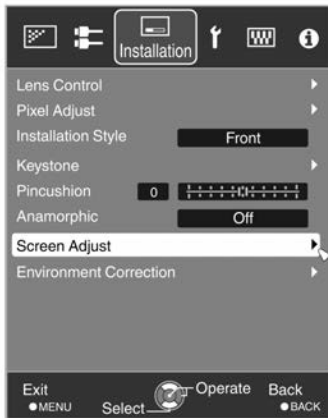 Installation
Lens Control
Pixel Adjust
Installation Style Front
Keystone
Pincushion 0
Anamorphic Off
Screen Adjust
Environment Correction
Exit Operate Back
MENU Select BACK